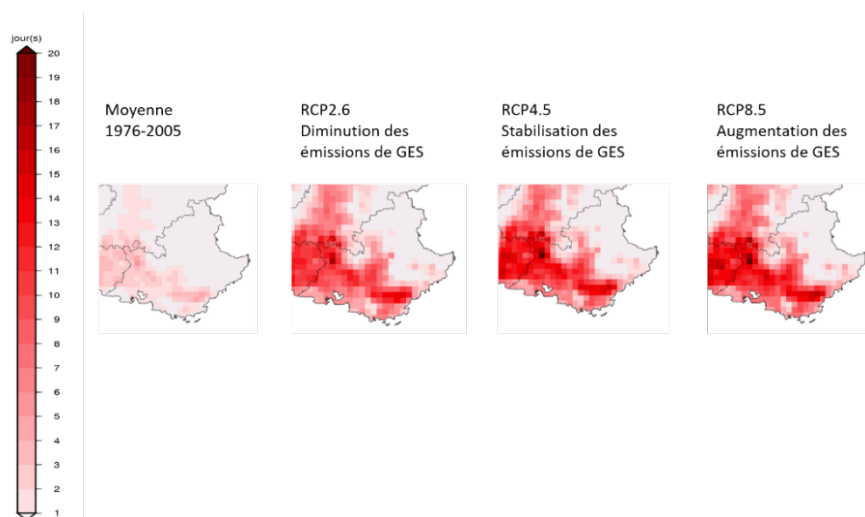 jour(s)
20
19
18
17
16
15
14
13
12
11
10
9
8
7
6
5
4
3
2
1
Moyenne
1976-2005
RCP2.6
Diminution des
émissions de GES
RCP4.5
Stabilisation des
émissions de GES
RCP8.5
Augmentation des
émissions de GES